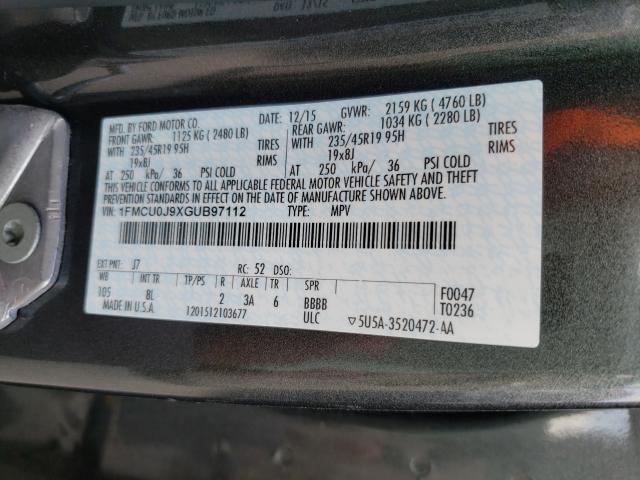 MFD. BY FORD MOTOR CO. DATE: 12/15 GVWR: 2159 KG ( 4760 LB)
FRONT GAWR: 1125 KG ( 2480 LB) REAR GAWR: 1034 KG ( 2280 LB)
WITH 235/45R19 95H TIRES WITH 235/45R19 95H TIRES
19x8J RIMS 19x8J RIMS
AT 250 kPa/ 36 PSI COLD AT 250 kPa/ 36 PSI COLD
THIS VEHICLE CONFORMS TO ALL APPLICABLE FEDERAL MOTOR VEHICLE SAFETY AND THEFT
PREVENTION STANDARDS IN EFFECT ON THE DATE OF MANUFACTURE SHOWN ABOVE.
VIN: 1FMCU0J9XGUB97112 TYPE: MPV
EXT PNT: J7 RC: 52 DSO:
WB INT TR TP/PS R AXLE TR SPR F0047
105 8L 2 3A 6 BBBB T0236
MADE IN U.S.A. 1201512103677 ULC ▽5U5A-3520472-AA